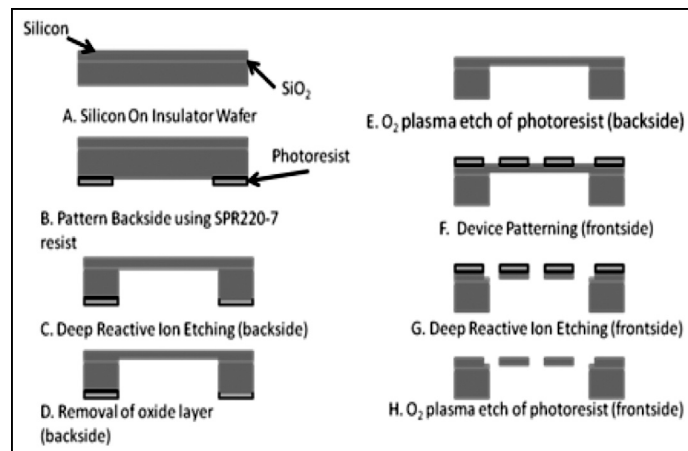 Silicon
SiO2
A. Silicon On Insulator Wafer
Photoresist
B. Pattern Backside using SPR220-7
resist
C. Deep Reactive Ion Etching (backside)
D. Removal of oxide layer
(backside)
E. O2 plasma etch of photoresist (backside)
F. Device Patterning (frontside)
G. Deep Reactive Ion Etching (frontside)
H. O2 plasma etch of photoresist (frontside)